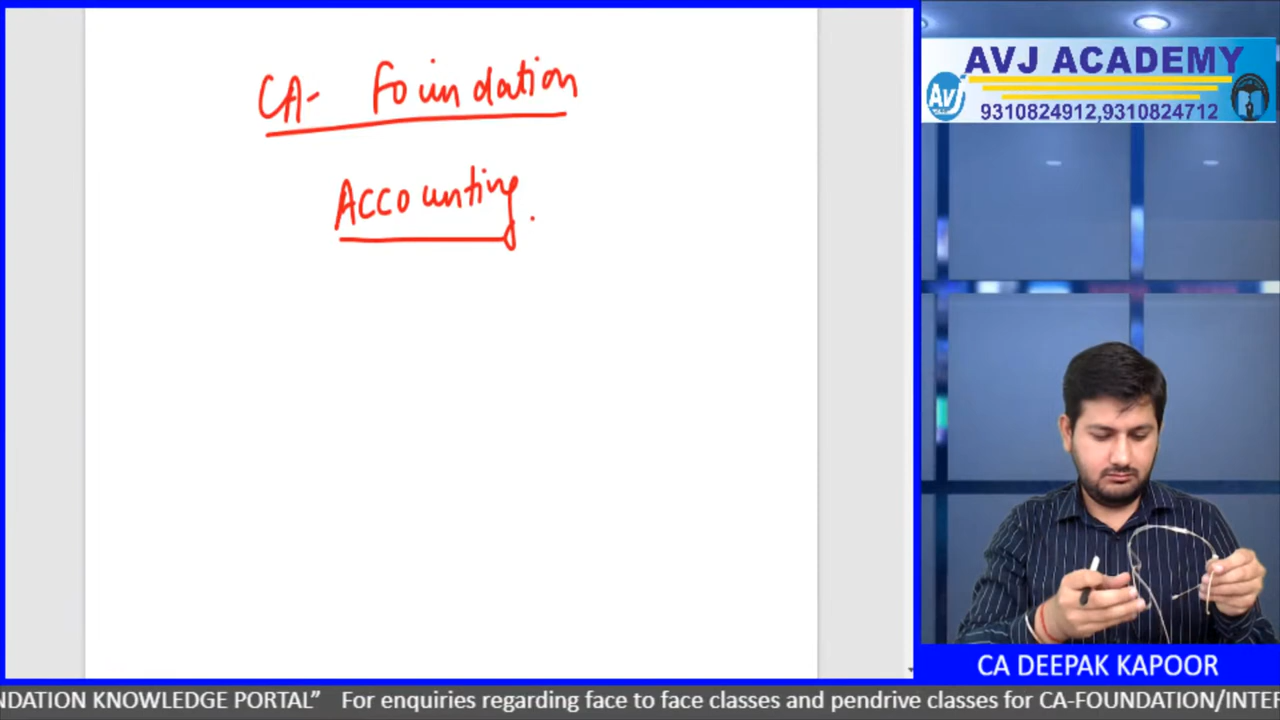 CA- Foundation
Accounting.
AVJ ACADEMY
AVJ
9310824912,9310824712
CA DEEPAK KAPOOR
NDATION KNOWLEDGE PORTAL” For enquiries regarding face to face classes and pendrive classes for CA-FOUNDATION/INTER